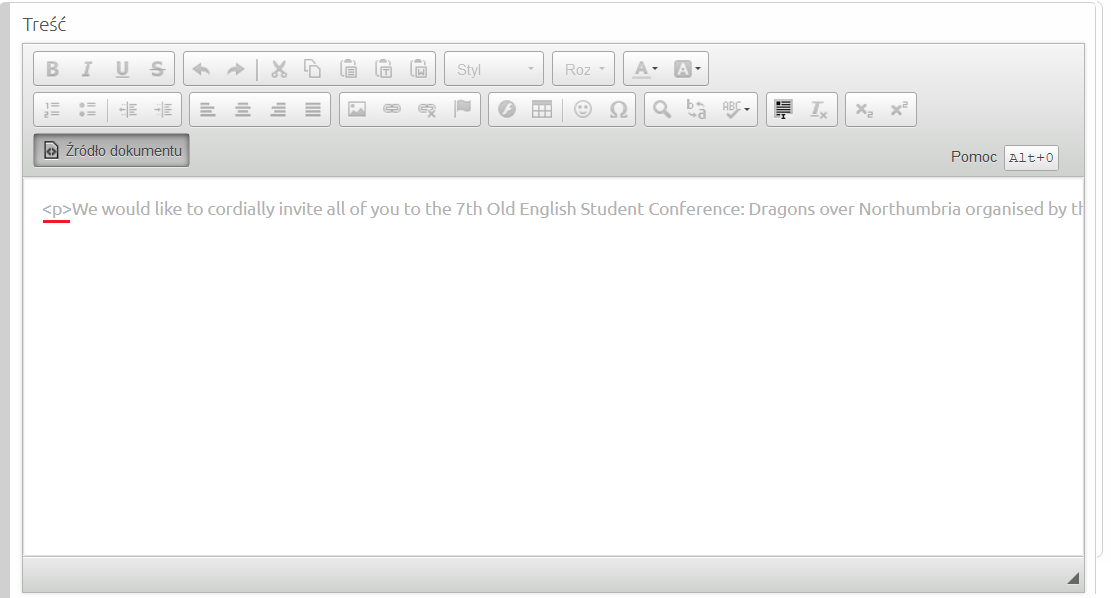 Treść
B I U S Styl Roz A A
ABC
Źródło dokumentu
Pomoc Alt+0
<p>We would like to cordially invite all of you to the 7th Old English Student Conference: Dragons over Northumbria organised by th